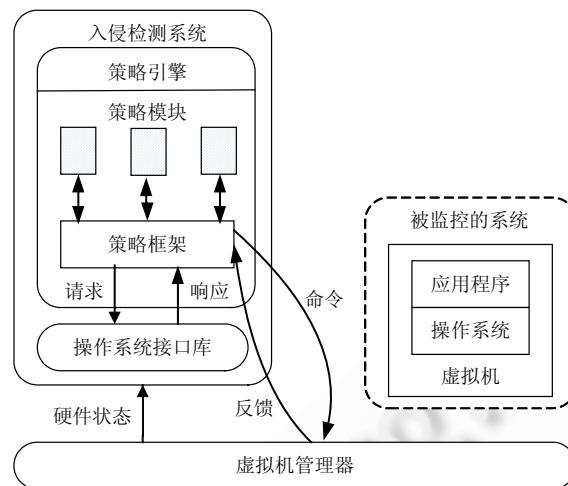 入侵检测系统
策略引擎
策略模块
策略框架
请求
响应
操作系统接口库
命令
反馈
硬件状态
虚拟机管理器
被监控的系统
应用程序
操作系统
虚拟机